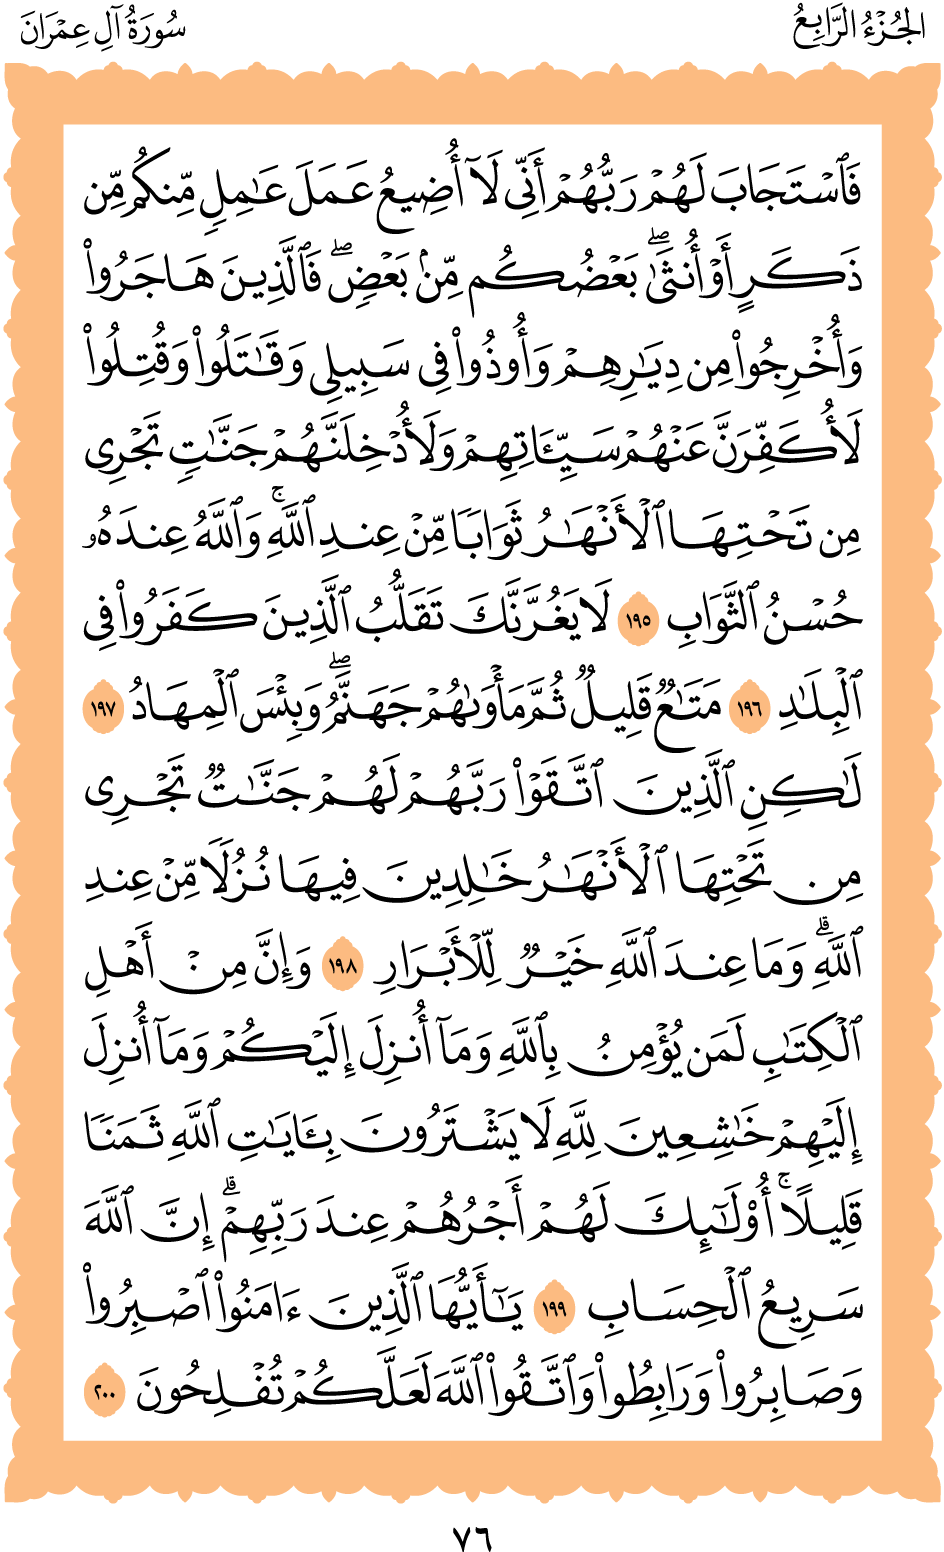 الجُزْءُ الرَّابِعُ
سُورَةُ آلِ عِمْرَانَ
فَٱسْتَجَابَ لَهُمْ رَبُّهُمْ أَنِّى لَآ أُضِيعُ عَمَلَ عَٰمِلٍ مِّنكُم مِّن
ذَكَرٍ أَوْ أُنثَىٰ ۖ بَعْضُكُم مِّنۢ بَعْضٍ ۖ فَٱلَّذِينَ هَاجَرُوا۟
وَأُخْرِجُوا۟ مِن دِيَٰرِهِمْ وَأُوذُوا۟ فِى سَبِيلِى وَقَٰتَلُوا۟ وَقُتِلُوا۟
لَأُكَفِّرَنَّ عَنْهُمْ سَيِّـَٔاتِهِمْ وَلَأُدْخِلَنَّهُمْ جَنَّٰتٍ تَجْرِى
مِن تَحْتِهَا ٱلْأَنْهَٰرُ ثَوَابًا مِّنْ عِندِ ٱللَّهِ ۚ وَٱللَّهُ عِندَهُۥ
حُسْنُ ٱلثَّوَابِ ١٩٥ لَا يَغُرَّنَّكَ تَقَلُّبُ ٱلَّذِينَ كَفَرُوا۟ فِى
ٱلْبِلَٰدِ ١٩٦ مَتَٰعٌ قَلِيلٌ ثُمَّ مَأْوَىٰهُمْ جَهَنَّمُ ۖ وَبِئْسَ ٱلْمِهَادُ ١٩٧
لَٰكِنِ ٱلَّذِينَ ٱتَّقَوْا۟ رَبَّهُمْ لَهُمْ جَنَّٰتٌ تَجْرِى
مِن تَحْتِهَا ٱلْأَنْهَٰرُ خَٰلِدِينَ فِيهَا نُزُلًا مِّنْ عِندِ
ٱللَّهِ ۗ وَمَا عِندَ ٱللَّهِ خَيْرٌ لِّلْأَبْرَارِ ١٩٨ وَإِنَّ مِنْ أَهْلِ
ٱلْكِتَٰبِ لَمَن يُؤْمِنُ بِٱللَّهِ وَمَآ أُنزِلَ إِلَيْكُمْ وَمَآ أُنزِلَ
إِلَيْهِمْ خَٰشِعِينَ لِلَّهِ لَا يَشْتَرُونَ بِـَٔايَٰتِ ٱللَّهِ ثَمَنًا
قَلِيلًا ۚ أُو۟لَٰٓئِكَ لَهُمْ أَجْرُهُمْ عِندَ رَبِّهِمْ ۗ إِنَّ ٱللَّهَ
سَرِيعُ ٱلْحِسَابِ ١٩٩ يَٰٓأَيُّهَا ٱلَّذِينَ ءَامَنُوا۟ ٱصْبِرُوا۟
وَصَابِرُوا۟ وَرَابِطُوا۟ وَٱتَّقُوا۟ ٱللَّهَ لَعَلَّكُمْ تُفْلِحُونَ ٢٠٠
٧٦